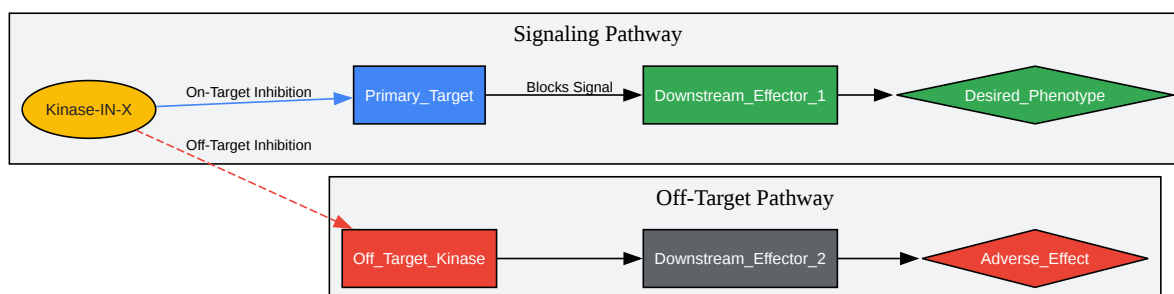 Signaling Pathway
Kinase-IN-X
On-Target Inhibition
Primary_Target
Blocks Signal
Downstream_Effector_1
Desired_Phenotype
Off-Target Inhibition
Off-Target Pathway
Off_Target_Kinase
Downstream_Effector_2
Adverse_Effect